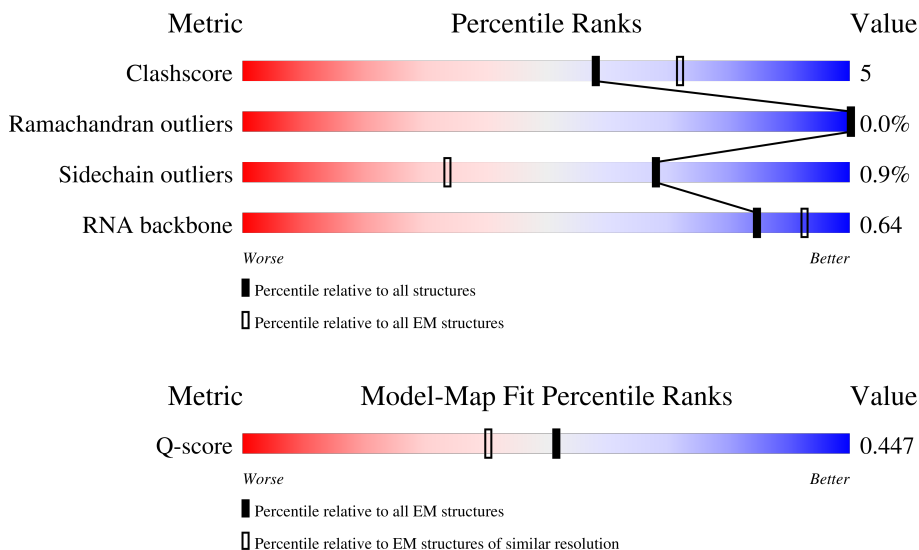 Metric Percentile Ranks Value
Clashscore 5
Ramachandran outliers 0.0%
Sidechain outliers 0.9%
RNA backbone 0.64
Worse Better
Percentile relative to all structures
Percentile relative to all EM structures
Metric Model-Map Fit Percentile Ranks Value
Q-score 0.447
Worse Better
Percentile relative to all EM structures
Percentile relative to EM structures of similar resolution